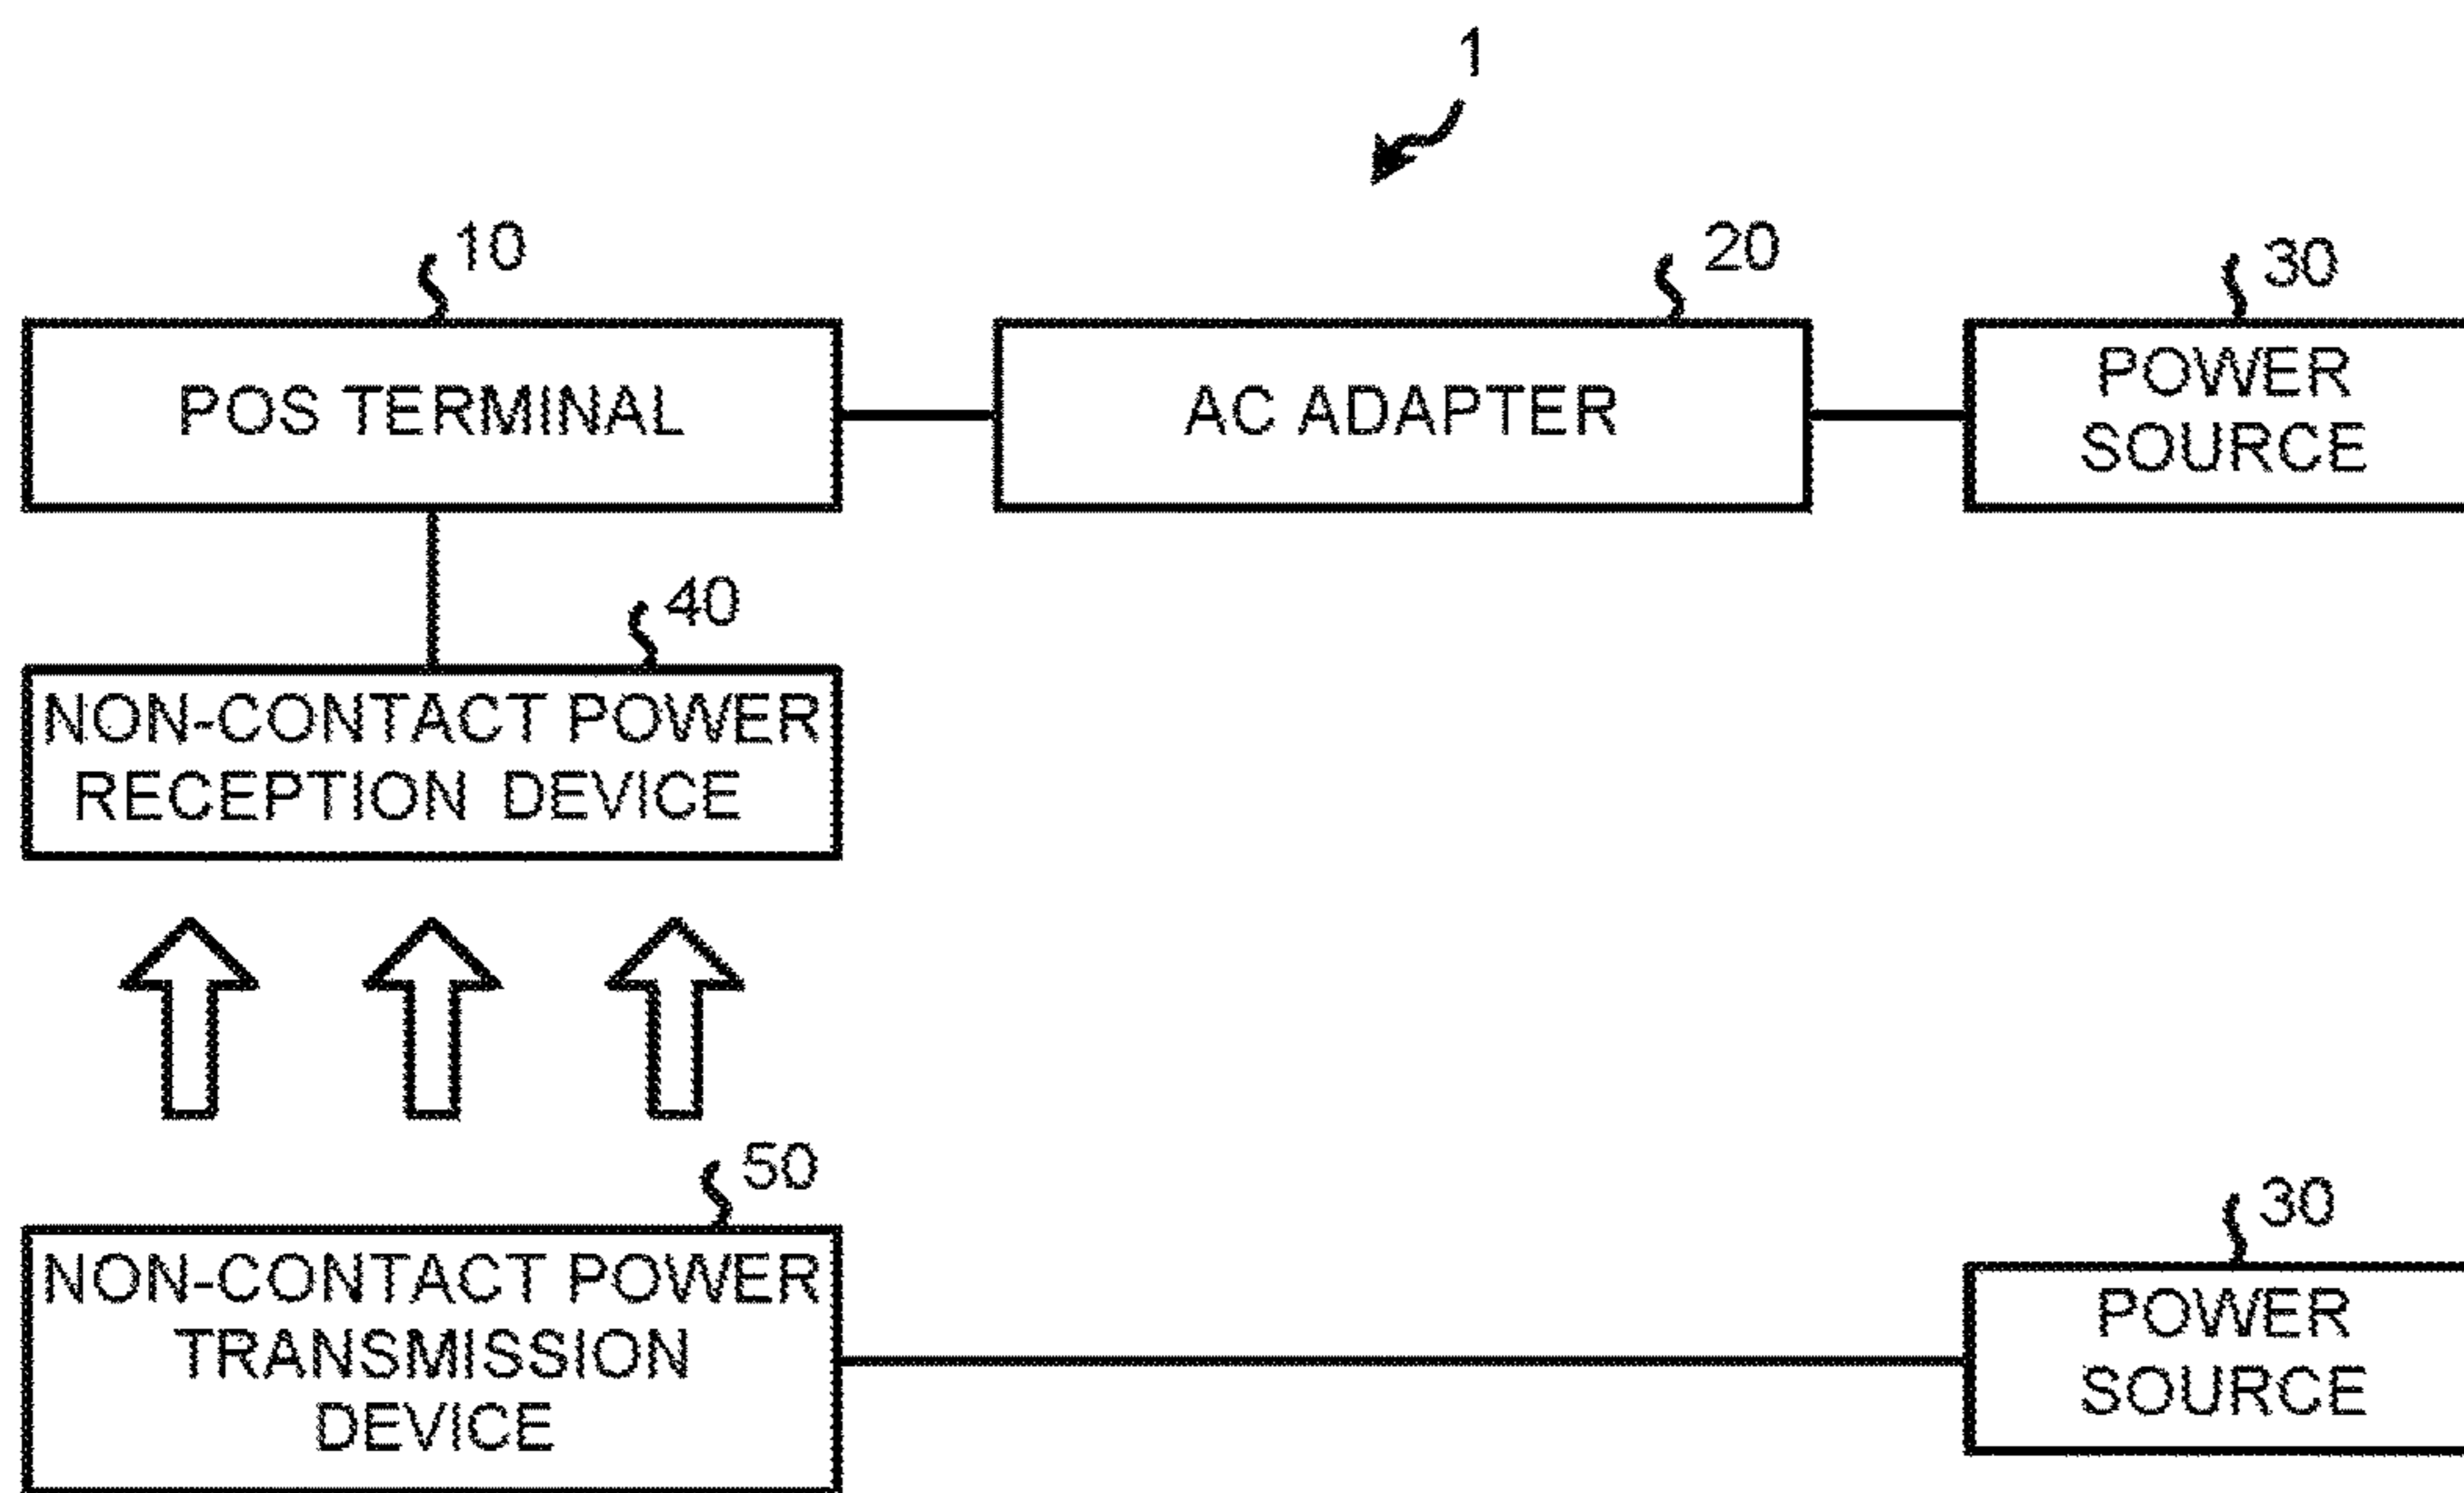 1
10
20
30
POS TERMINAL
AC ADAPTER
POWER
SOURCE
40
NON-CONTACT POWER
RECEPTION DEVICE
50
NON-CONTACT POWER
TRANSMISSION
DEVICE
30
POWER
SOURCE